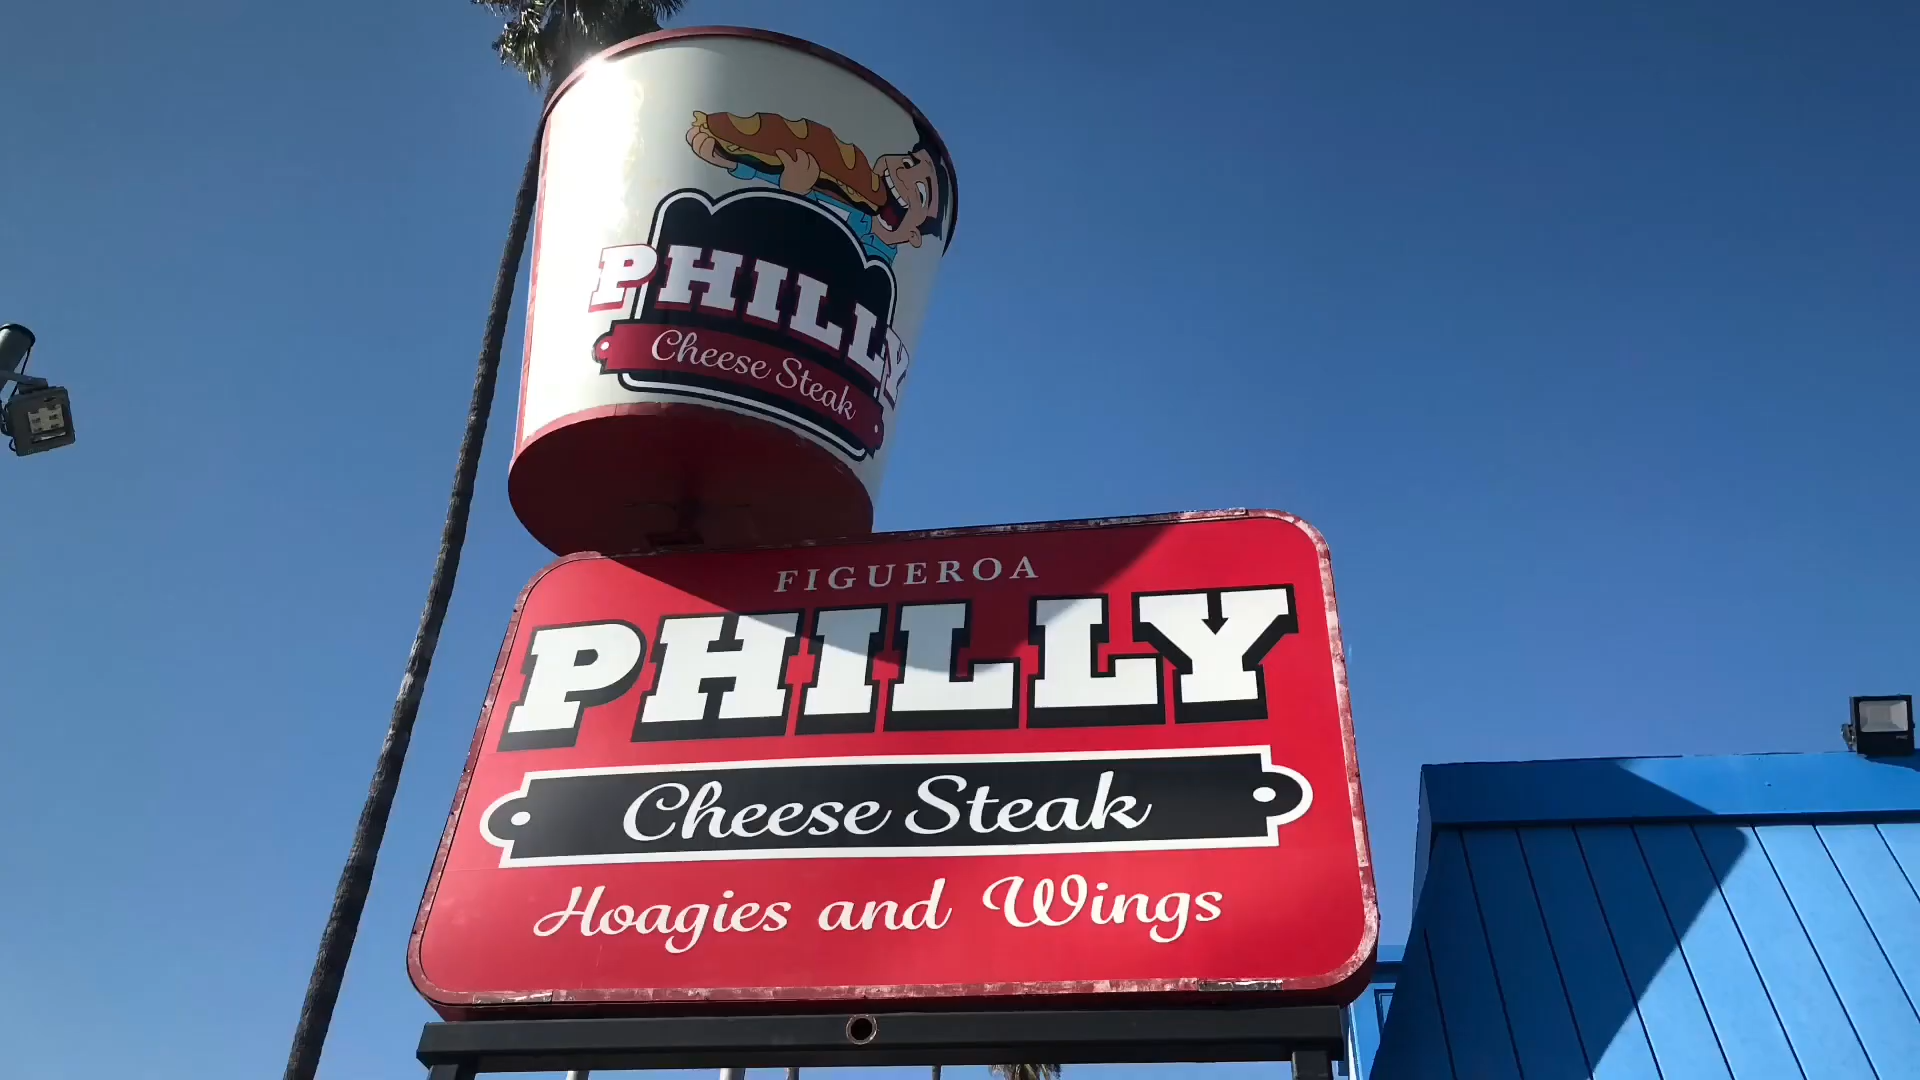 PHILLY
Cheese Steak
FIGUEROA
PHILLY
Cheese Steak
Hoagies and Wings